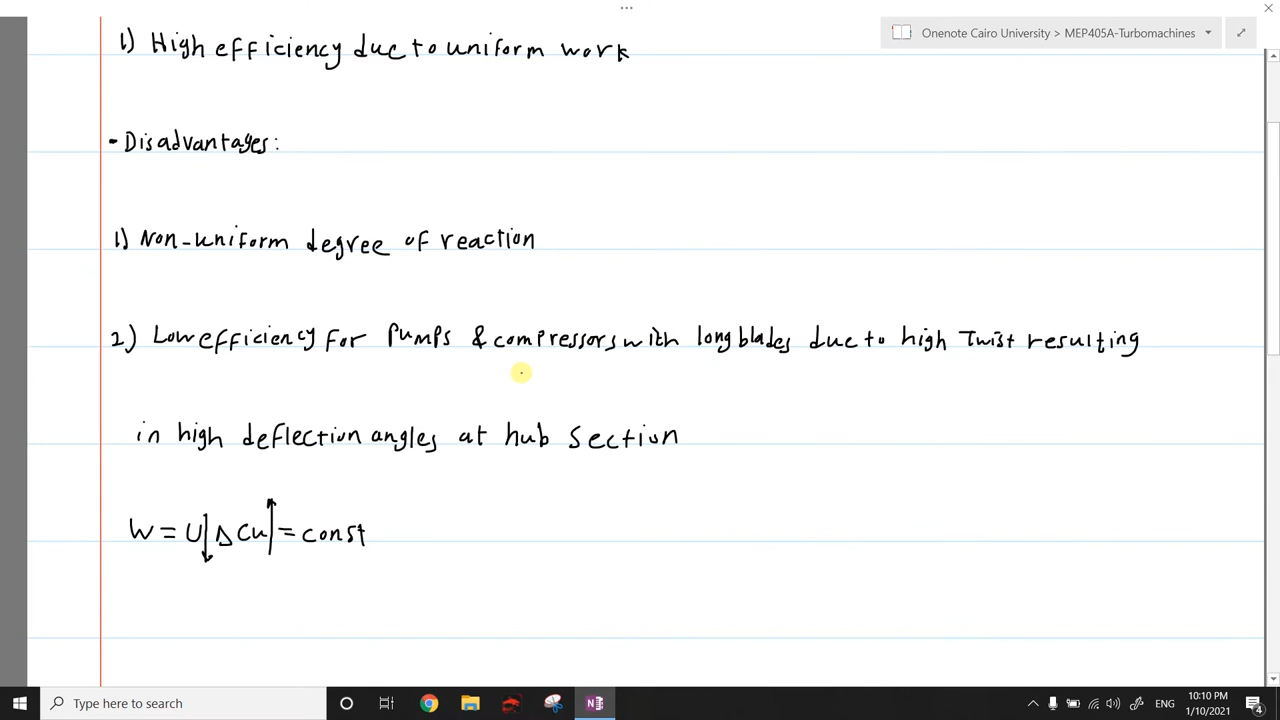 Onenote Cairo University > MEP405A-Turbomachines
1) High efficiency due to uniform work
- Disadvantages:
1) Non-uniform degree of reaction
2) Low efficiency for Pumps & compressors with long blades due to high Twist resulting
in high deflection angles at hub section
W = U↓ Δ Cu↑ = const
Type here to search
ENG
10:10 PM
1/10/2021
4